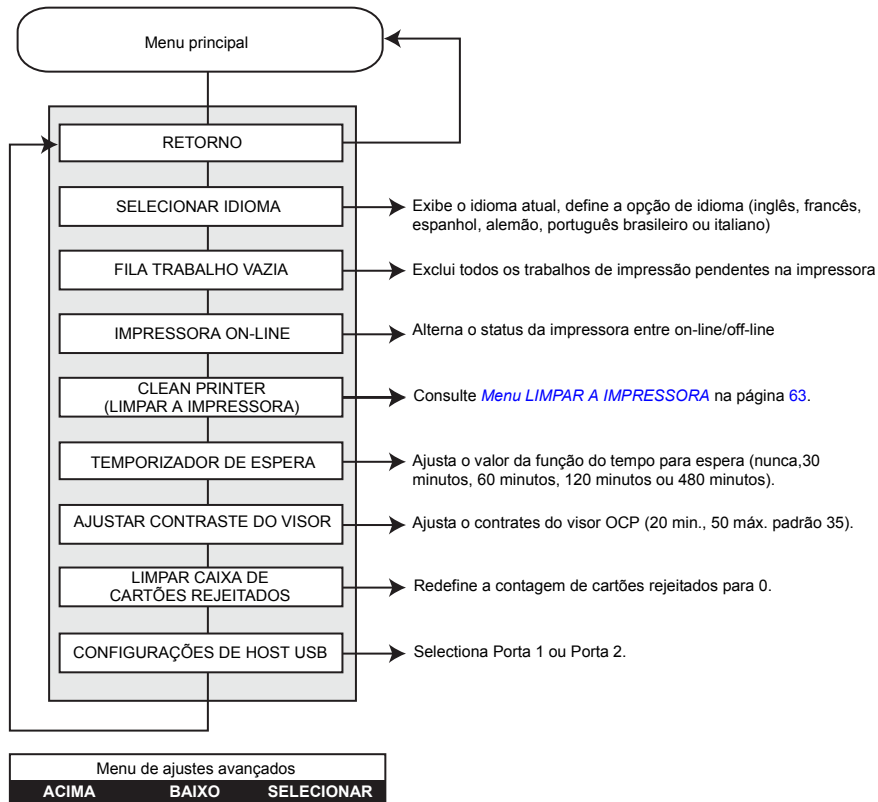 Menu principal
RETORNO
SELECIONAR IDIOMA
Exibe o idioma atual, define a opção de idioma (inglês, francês,
espanhol, alemão, português brasileiro ou italiano)
FILA TRABALHO VAZIA
Exclui todos os trabalhos de impressão pendentes na impressora
IMPRESSORA ON-LINE
Alterna o status da impressora entre on-line/off-line
CLEAN PRINTER
(LIMPAR A IMPRESSORA)
Consulte Menu LIMPAR A IMPRESSORA na página 63.
TEMPORIZADOR DE ESPERA
Ajusta o valor da função do tempo para espera (nunca,30
minutos, 60 minutos, 120 minutos ou 480 minutos).
AJUSTAR CONTRASTE DO VISOR
Ajusta o contrates do visor OCP (20 min., 50 máx. padrão 35).
LIMPAR CAIXA DE
CARTÕES REJEITADOS
Redefine a contagem de cartões rejeitados para 0.
CONFIGURAÇÕES DE HOST USB
Selectiona Porta 1 ou Porta 2.
Menu de ajustes avançados
ACIMA BAIXO SELECIONAR